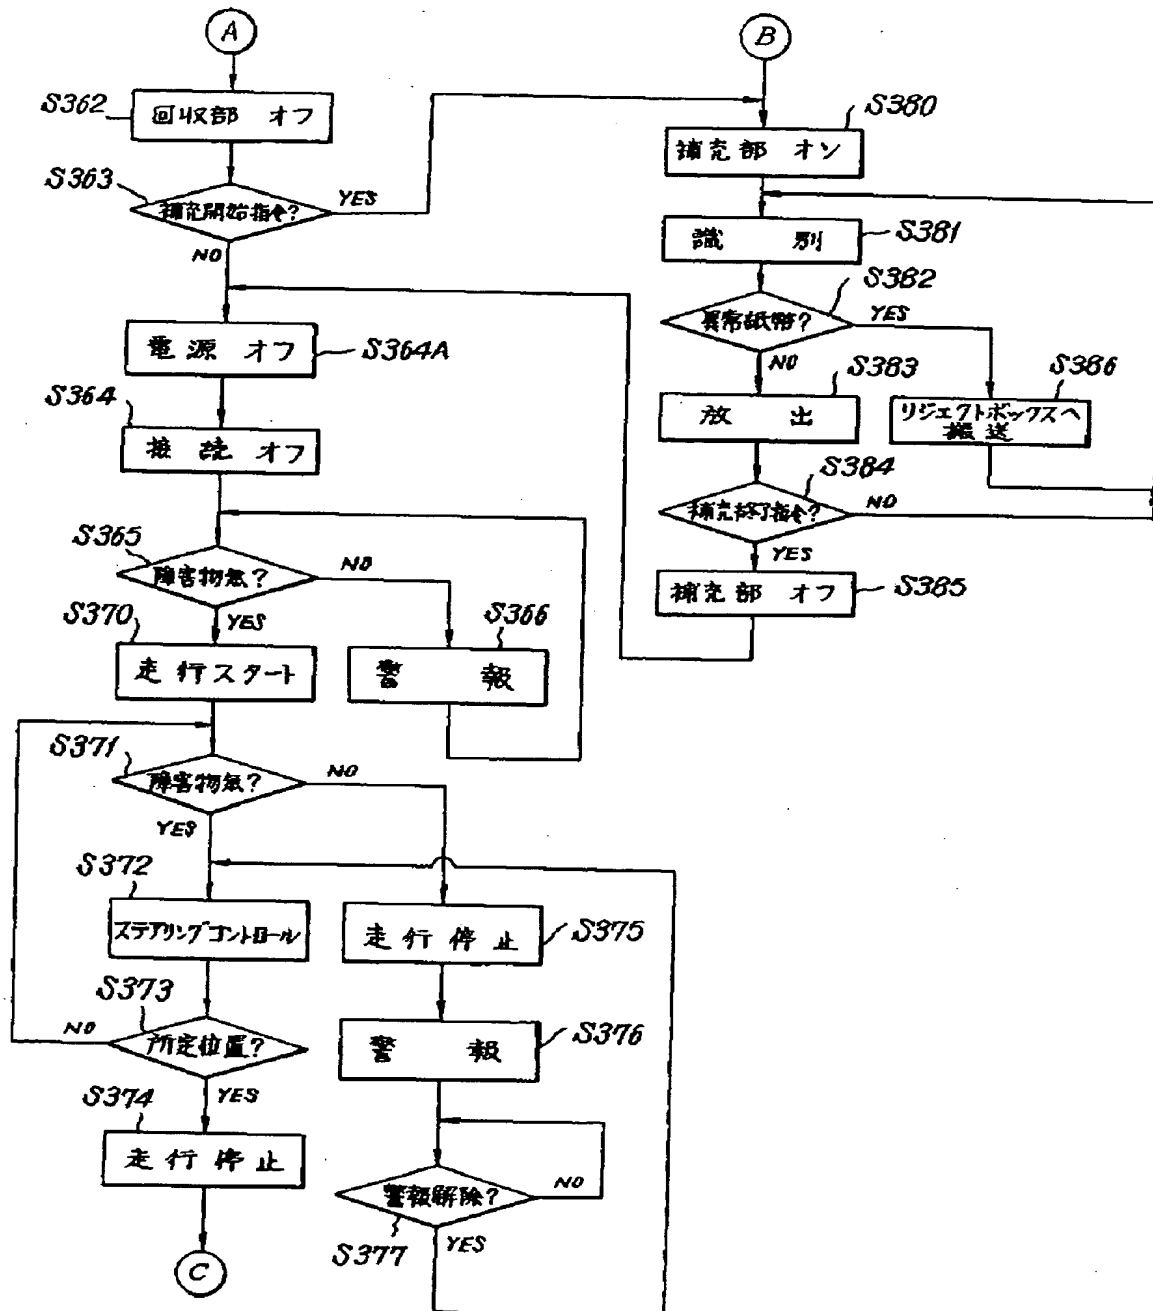 A
S362
回収部 オフ
S363
補充開始指令?
YES
NO
電源 オフ
S364A
S364
接続 オフ
S365
障害物無?
NO
YES
S366
警報
S370
走行スタート
S371
障害物無?
NO
YES
S372
ステアリングコントロール
S373
所定位置?
NO
YES
S374
走行停止
C
走行停止
S375
警報
S376
警報解除?
NO
YES
S377
B
S380
補充部 オン
識別
S381
S382
異常紙幣?
YES
NO
S383
放出
S386
リジェクトボックスへ
搬送
S384
補充終了指令?
NO
YES
補充部 オフ
S385